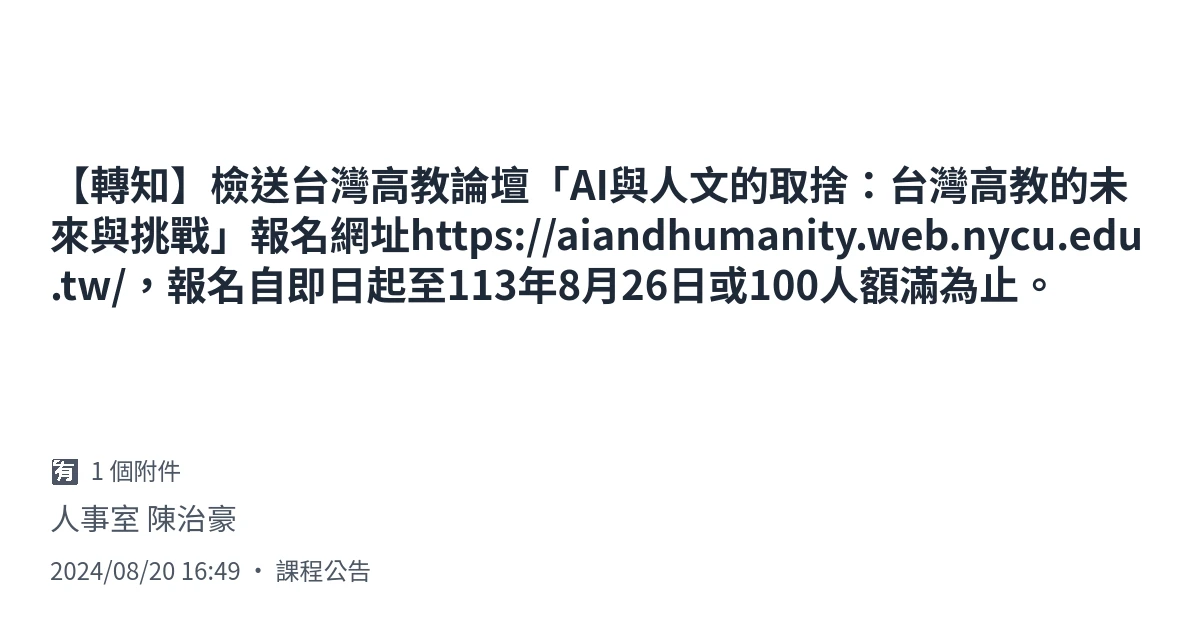 【轉知】檢送台灣高教論壇「AI與人文的取捨：台灣高教的未
來與挑戰」報名網址https://aiandhumanity.web.nycu.edu
.tw/，報名自即日起至113年8月26日或100人額滿為止。
有 1 個附件
人事室 陳治豪
2024/08/20 16:49 ・ 課程公告